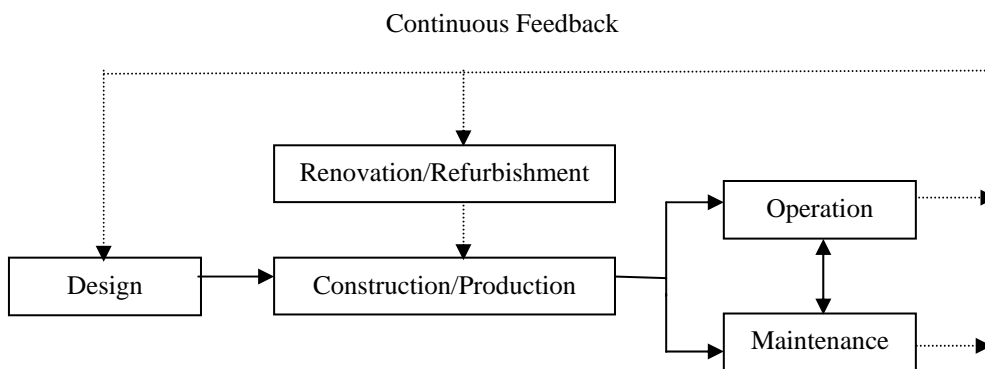 Continuous Feedback
Renovation/Refurbishment
Operation
Design
Construction/Production
Maintenance